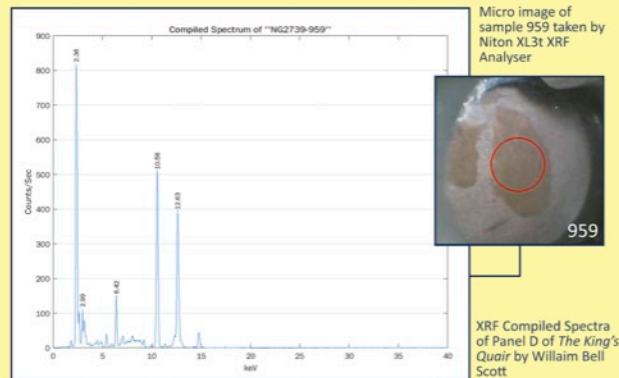 Compiled Spectrum of "'NG2739-959'"
900
800
700
600
500
400
300
200
100
0
Counts/Sec
2.36
2.99
6.42
10.56
12.63
0
5
10
15
20
25
30
35
40
keV
Micro image of
sample 959 taken by
Niton XL3t XRF
Analyser
959
XRF Compiled Spectra
of Panel D of The King's
Quair by Willaim Bell
Scott